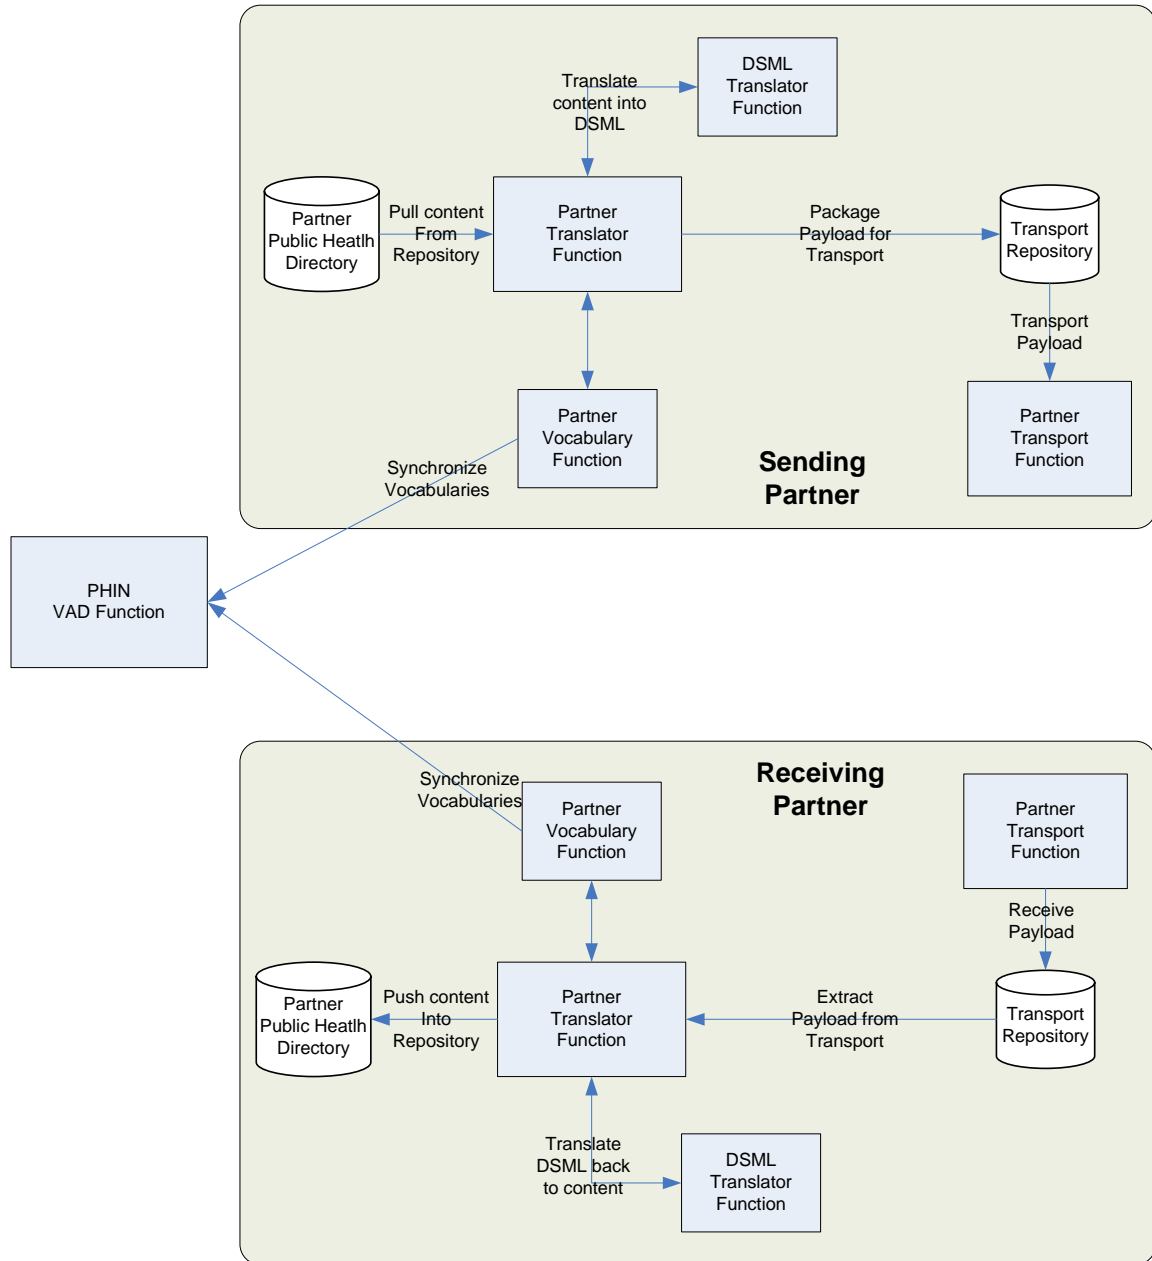 DSML
Translator
Function
Translate
content into
DSML
Partner
Public Heatlh
Directory
Pull content
From
Repository
Partner
Translator
Function
Package
Payload for
Transport
Transport
Repository
Transport
Payload
Partner
Vocabulary
Function
Partner
Transport
Function
Sending
Partner
Synchronize
Vocabularies
PHIN
VAD Function
Receiving
Partner
Synchronize
Vocabularies
Partner
Vocabulary
Function
Partner
Transport
Function
Receive
Payload
Partner
Public Heatlh
Directory
Push content
Into
Repository
Partner
Translator
Function
Extract
Payload from
Transport
Transport
Repository
Translate
DSML back
to content
DSML
Translator
Function